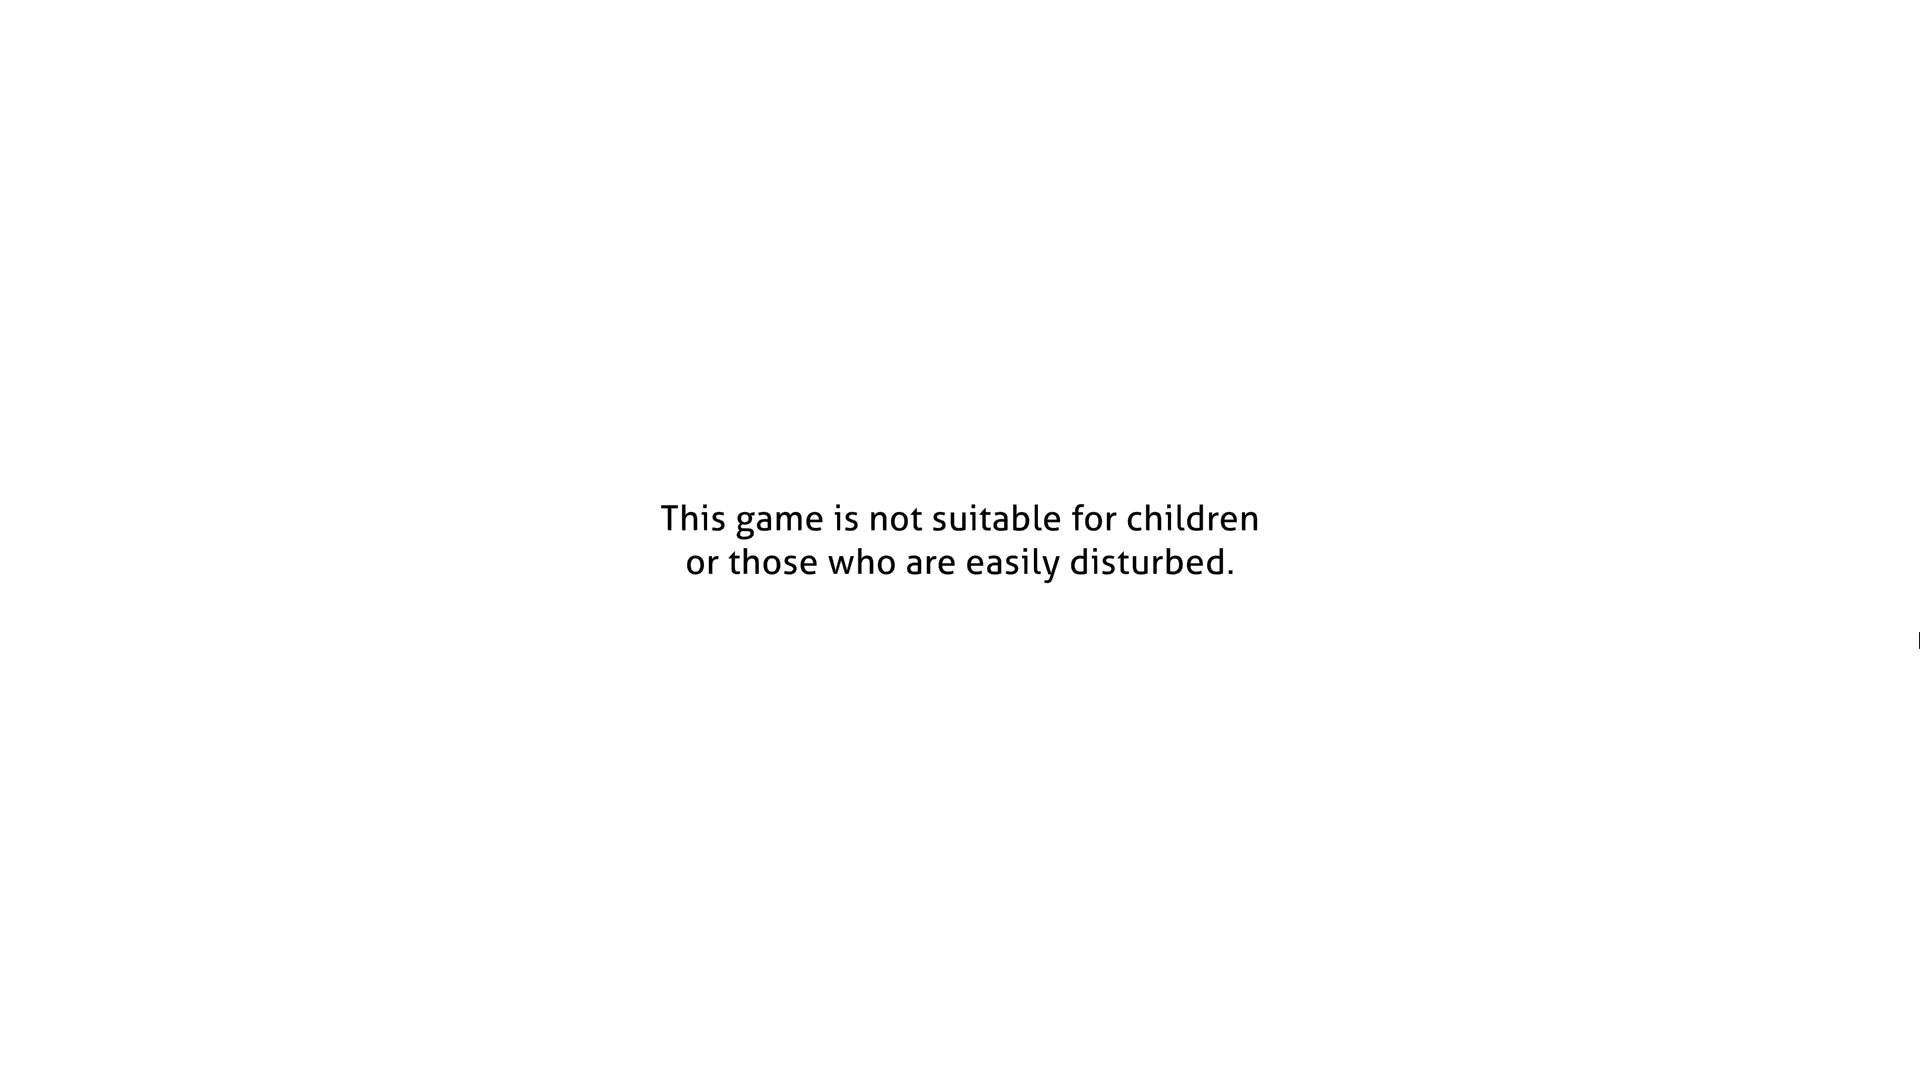 This game is not suitable for children
or those who are easily disturbed.